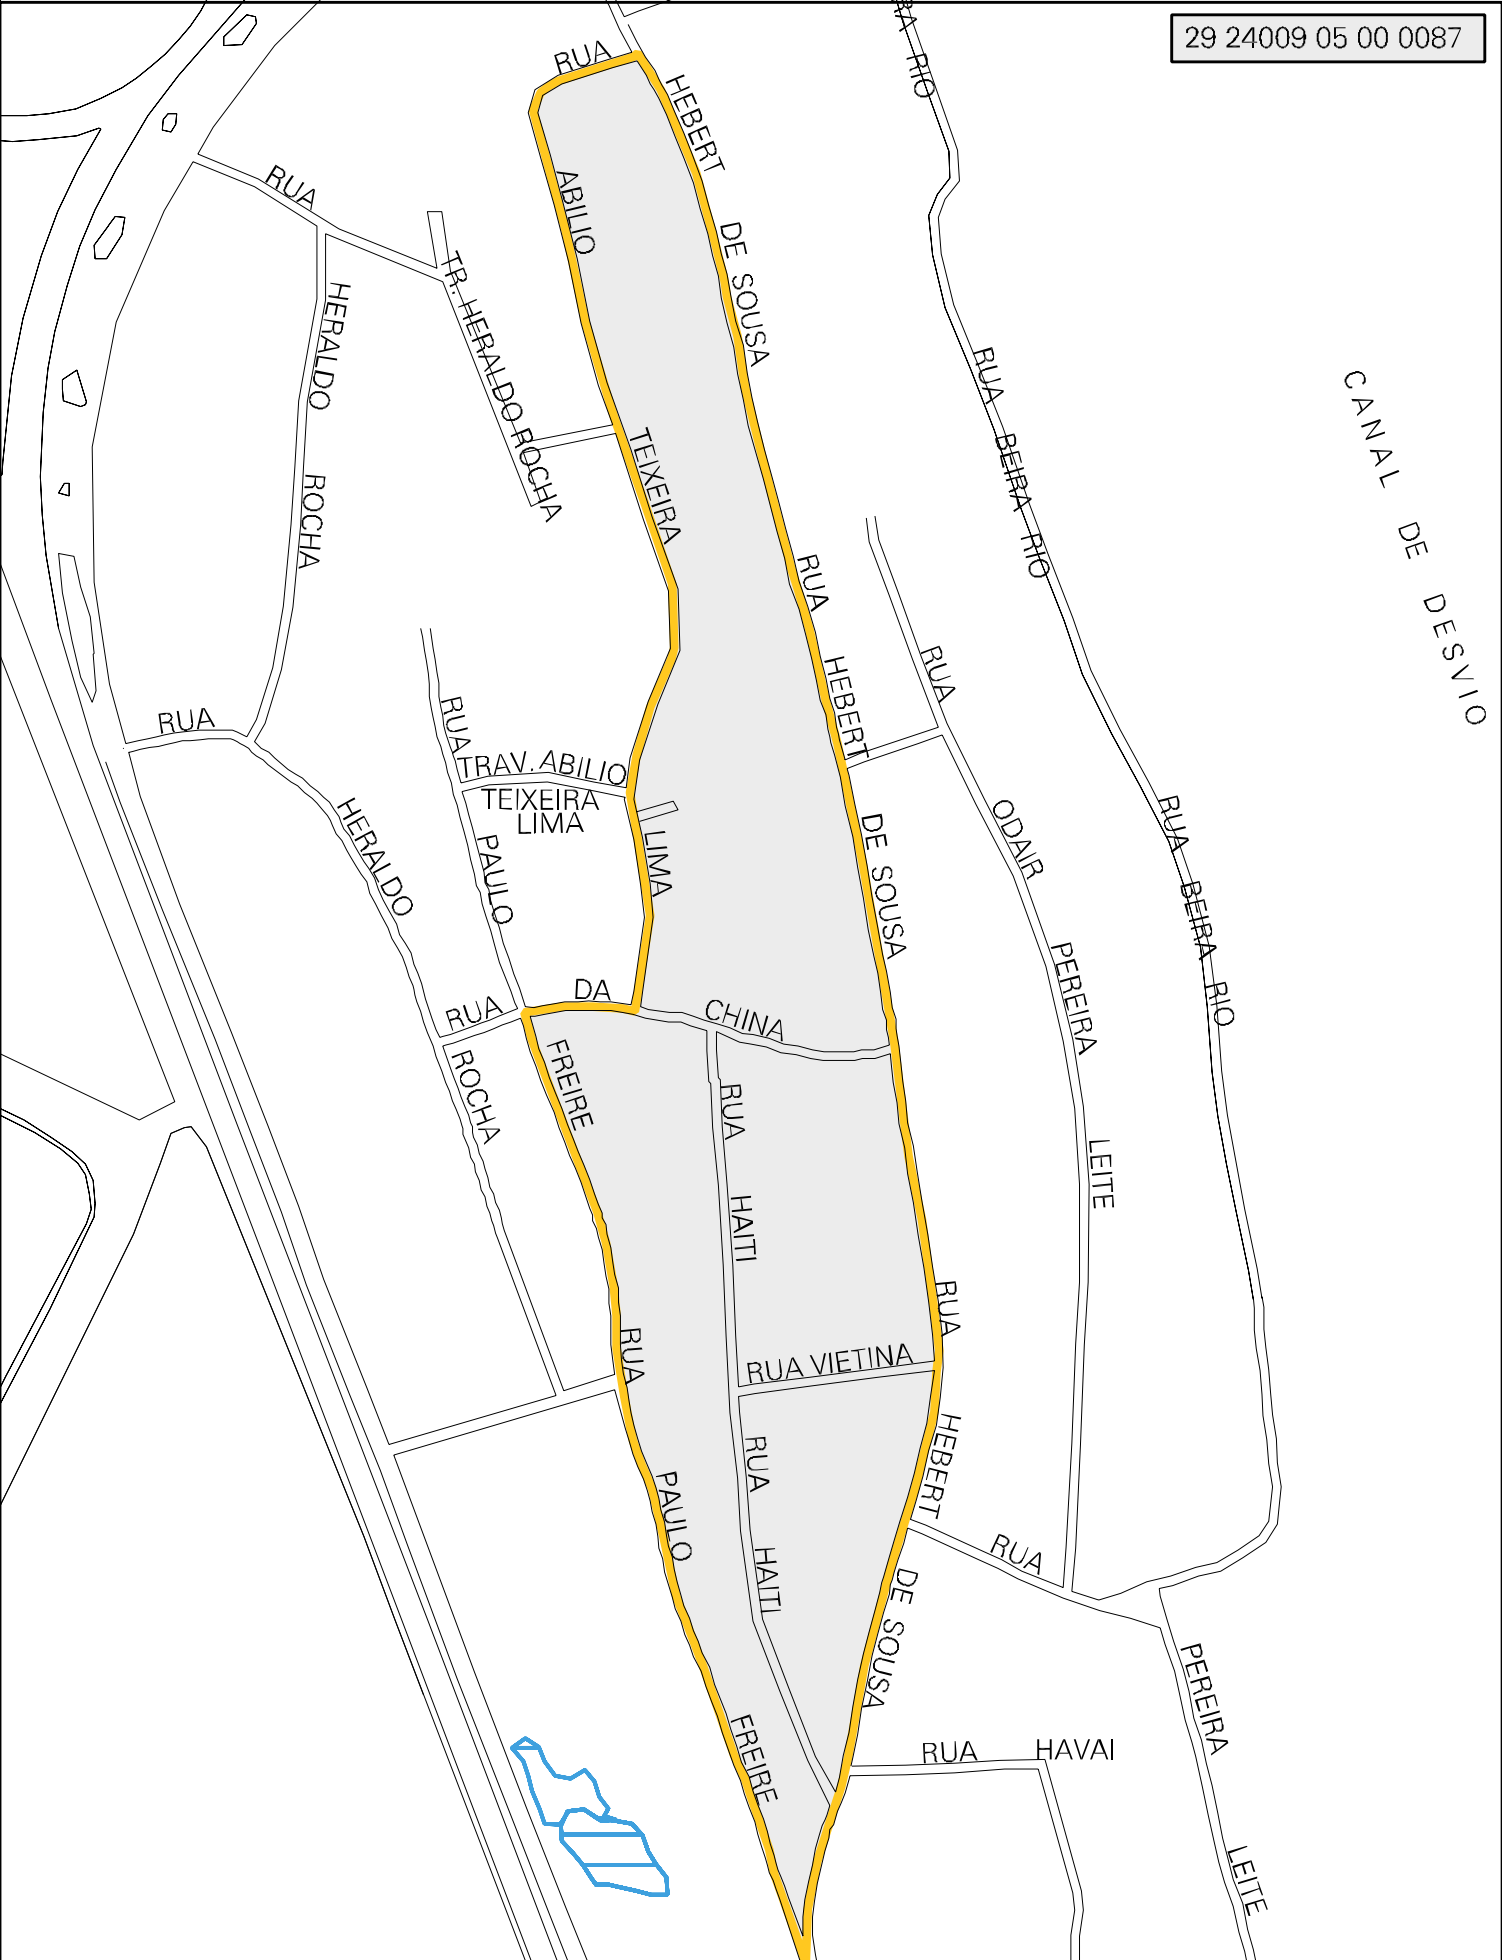 29 24009 05 00 0087
RUA
HEBERT
RA RIO
RUA
ABILIO
DE SOUSA
TR. HERALDO ROCHA
HERALDO
RUA
BEIRA RIO
CANAL DE DESVIO
TEIXEIRA
ROCHA
RUA
HEBERT
RUA
RUA
RUA
TRAV. ABILIO
TEIXEIRA
LIMA
HERALDO
PAULO
LIMA
DE SOUSA
ODAIR
RUA
BEIRA RIO
PEREIRA
RUA
DA
CHINA
ROCHA
FREIRE
RUA
HAITI
LEITE
RUA
RUA
RUA VIETINA
HEBERT
RUA
HAITI
PAULO
RUA
DE SOUSA
PEREIRA
FREIRE
RUA
HAVAI
LEITE